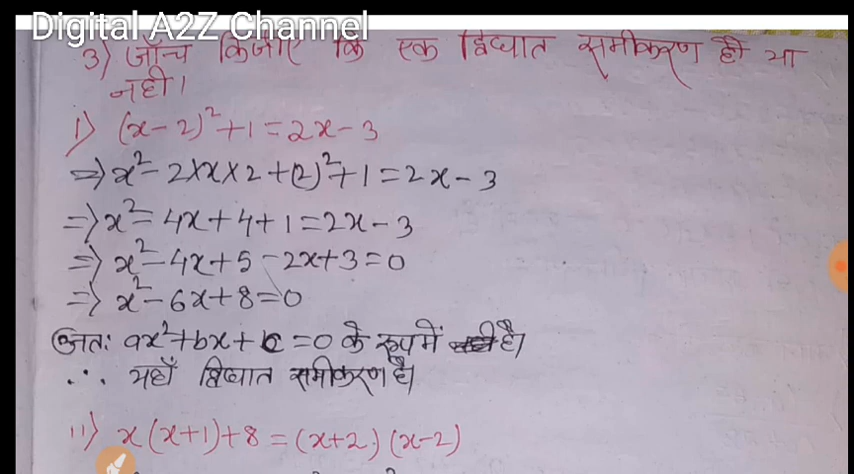 Digital A2Z Channel
3) जाँच किजीए कि एक द्विघात समीकरण है या
नही।
i) (x-2)²+1=2x-3
⇒ x²-2×x×2+(2)²+1=2x-3
⇒ x²=4x+4+1=2x-3
⇒ x²-4x+5-2x+3=0
⇒ x²-6x+8=0
अतः ax²+bx+c=0 के रूप में है।
∴ यहाँ द्विघात समीकरण है।
ii) x(x+1)+8=(x+2)(x-2)